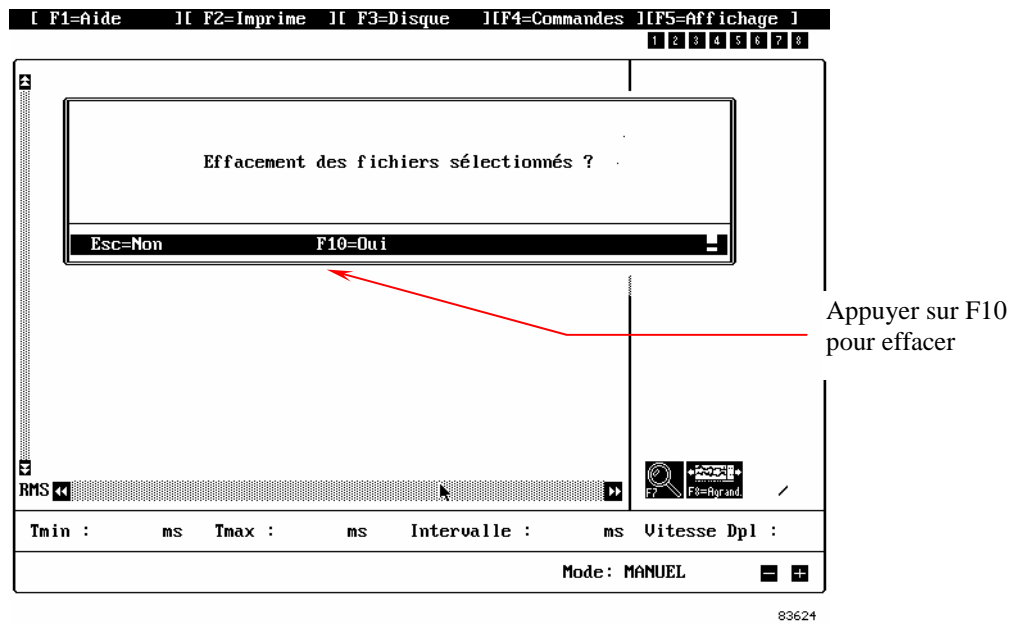 [ F1=Aide ][ F2=Imprime ][ F3=Disque ][F4=Commandes ][F5=Affichage ]
1 2 3 4 5 6 7 8
Effacement des fichiers sélectionnés ?
Esc=Non F10=Oui
Appuyer sur F10
pour effacer
F7 F8=Agrand.
RMS
Tmin : ms Tmax : ms Intervalle : ms Vitesse Dpl :
Mode: MANUEL
83624